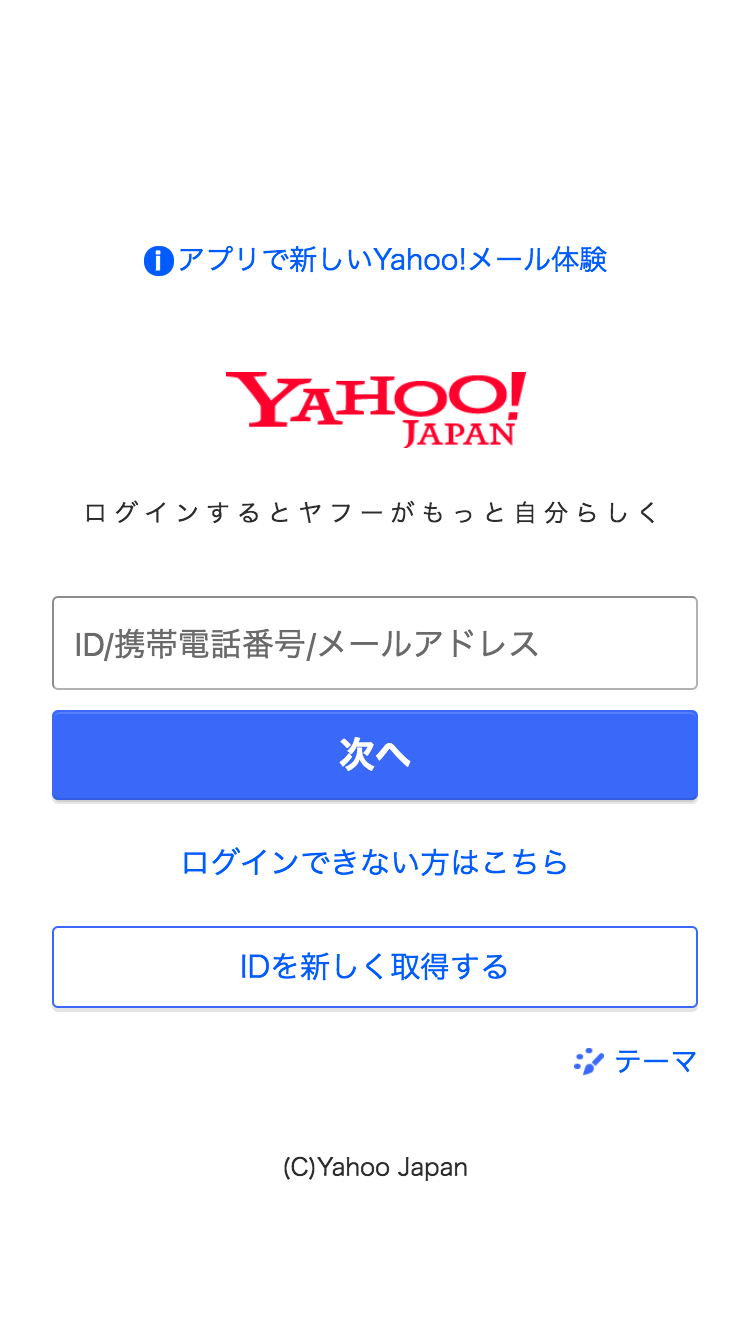 アプリで新しいYahoo!メール体験
YAHOO!
JAPAN
ログインするとヤフーがもっと自分らしく
ID/携帯電話番号/メールアドレス
次へ
ログインできない方はこちら
IDを新しく取得する
テーマ
(C)Yahoo Japan